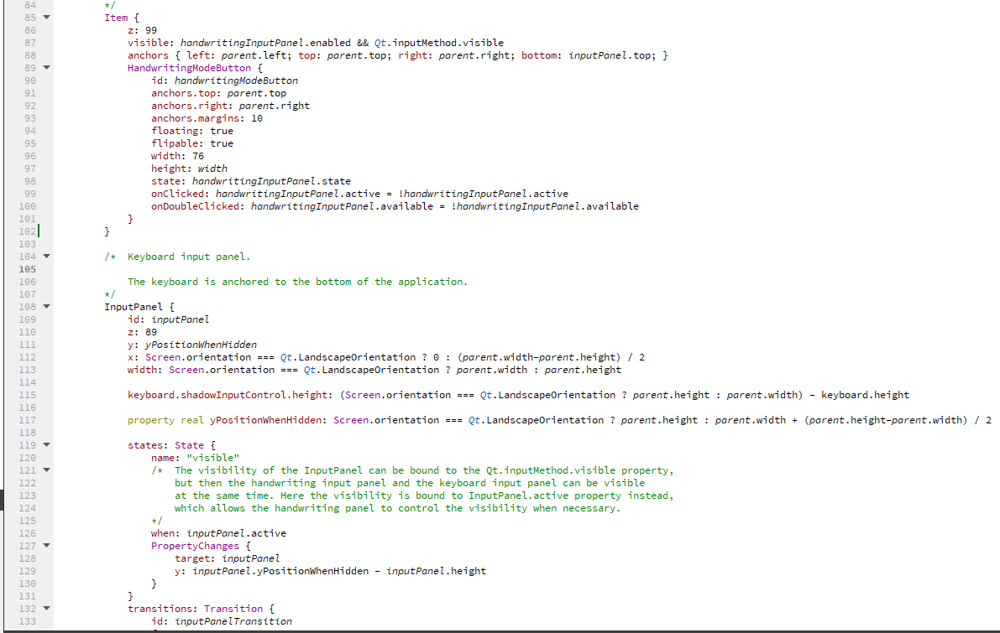 84 */
85 Item {
86 z: 99
87 visible: handwritingInputPanel.enabled && Qt.inputMethod.visible
88 anchors { left: parent.left; top: parent.top; right: parent.right; bottom: inputPanel.top; }
89 HandwritingModeButton {
90 id: handwritingModeButton
91 anchors.top: parent.top
92 anchors.right: parent.right
93 anchors.margins: 10
94 floating: true
95 flipable: true
96 width: 76
97 height: width
98 state: handwritingInputPanel.state
99 onClicked: handwritingInputPanel.active = !handwritingInputPanel.active
100 onDoubleClicked: handwritingInputPanel.available = !handwritingInputPanel.available
101 }
102 }
103
104 /* Keyboard input panel.
105
106 The keyboard is anchored to the bottom of the application.
107 */
108 InputPanel {
109 id: inputPanel
110 z: 89
111 y: yPositionWhenHidden
112 x: Screen.orientation === Qt.LandscapeOrientation ? 0 : (parent.width-parent.height) / 2
113 width: Screen.orientation === Qt.LandscapeOrientation ? parent.width : parent.height
114
115 keyboard.shadowInputControl.height: (Screen.orientation === Qt.LandscapeOrientation ? parent.height : parent.width) - keyboard.height
116
117 property real yPositionWhenHidden: Screen.orientation === Qt.LandscapeOrientation ? parent.height : parent.width + (parent.height-parent.width) / 2
118
119 states: State {
120 name: "visible"
121 /* The visibility of the InputPanel can be bound to the Qt.inputMethod.visible property,
122 but then the handwriting input panel and the keyboard input panel can be visible
123 at the same time. Here the visibility is bound to InputPanel.active property instead,
124 which allows the handwriting panel to control the visibility when necessary.
125 */
126 when: inputPanel.active
127 PropertyChanges {
128 target: inputPanel
129 y: inputPanel.yPositionWhenHidden - inputPanel.height
130 }
131 }
132 transitions: Transition {
133 id: inputPanelTransition